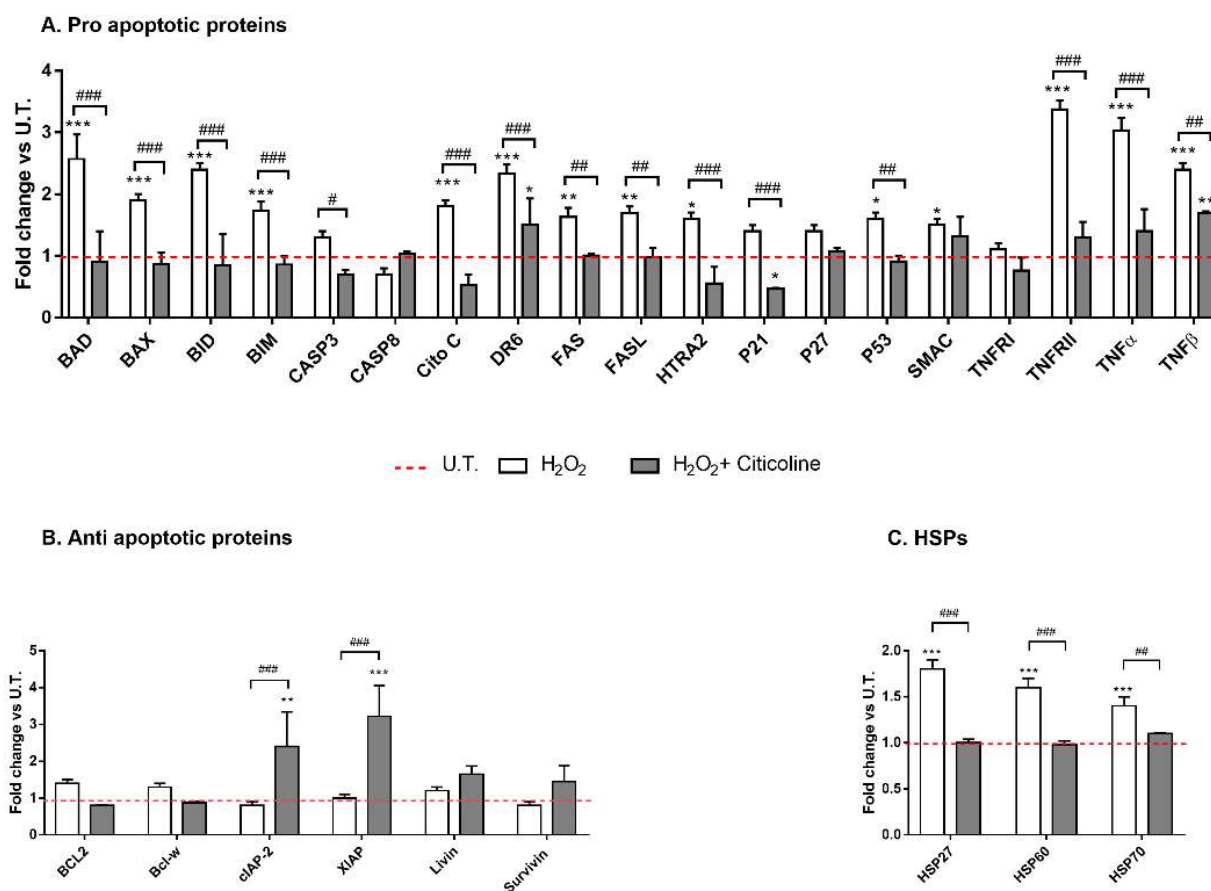 A. Pro apoptotic proteins
Fold change vs U.T.
4
3
2
1
0
*** ###
*** ###
*** ###
*** ###
#
*** ###
*** ### *
** ##
** ##
* ###
### *
* ##
*
*** ###
*** ###
*** ## **
BAD BAX BID BIM CASP3 CASP8 Cito C DR6 FAS FASL HTRA2 P21 P27 P53 SMAC TNFRI TNFRII TNFα TNFβ
U.T. H₂O₂ H₂O₂+ Citicoline
B. Anti apoptotic proteins
Fold change vs U.T.
5
4
3
2
1
0
### **
### ***
BCL2 Bcl-w cIAP-2 XIAP Livin Survivin
C. HSPs
Fold change vs U.T.
2.0
1.5
1.0
0.5
0.0
*** ###
*** ###
*** ##
HSP27 HSP60 HSP70